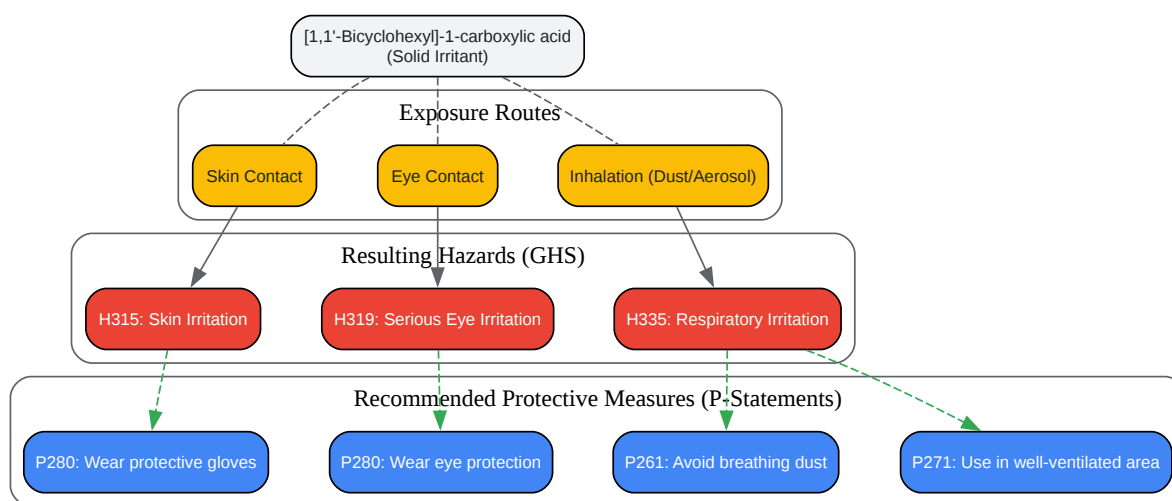 [1,1'-Bicyclohexyl]-1-carboxylic acid
(Solid Irritant)
Exposure Routes
Skin Contact
Eye Contact
Inhalation (Dust/Aerosol)
Resulting Hazards (GHS)
H315: Skin Irritation
H319: Serious Eye Irritation
H335: Respiratory Irritation
Recommended Protective Measures (P-Statements)
P280: Wear protective gloves
P280: Wear eye protection
P261: Avoid breathing dust
P271: Use in well-ventilated area